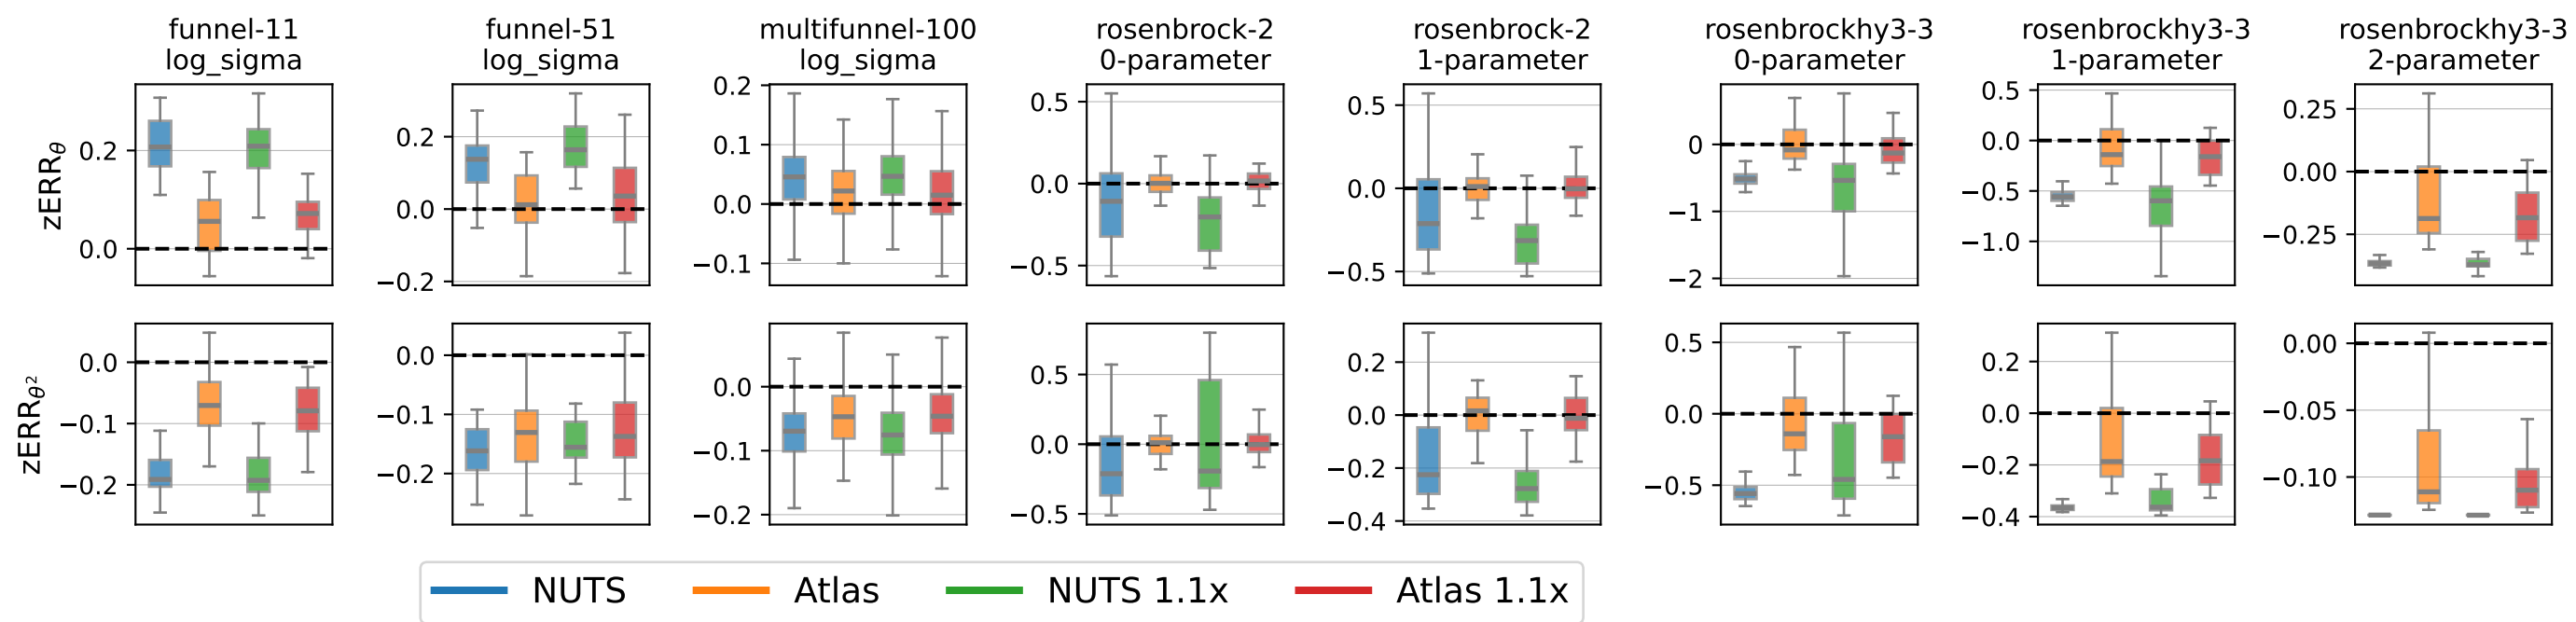 funnel-11
log_sigma
funnel-51
log_sigma
multifunnel-100
log_sigma
rosenbrock-2
0-parameter
rosenbrock-2
1-parameter
rosenbrockhy3-3
0-parameter
rosenbrockhy3-3
1-parameter
rosenbrockhy3-3
2-parameter
zERRθ
0.2
0.0
0.2
0.0
−0.2
0.2
0.1
0.0
−0.1
0.5
0.0
−0.5
0.5
0.0
−0.5
0
−1
−2
0.5
0.0
−0.5
−1.0
0.25
0.00
−0.25
zERRθ²
0.0
−0.1
−0.2
0.0
−0.1
−0.2
0.0
−0.1
−0.2
0.5
0.0
−0.5
0.2
0.0
−0.2
−0.4
0.5
0.0
−0.5
0.2
0.0
−0.2
−0.4
0.00
−0.05
−0.10
NUTS Atlas NUTS 1.1x Atlas 1.1x